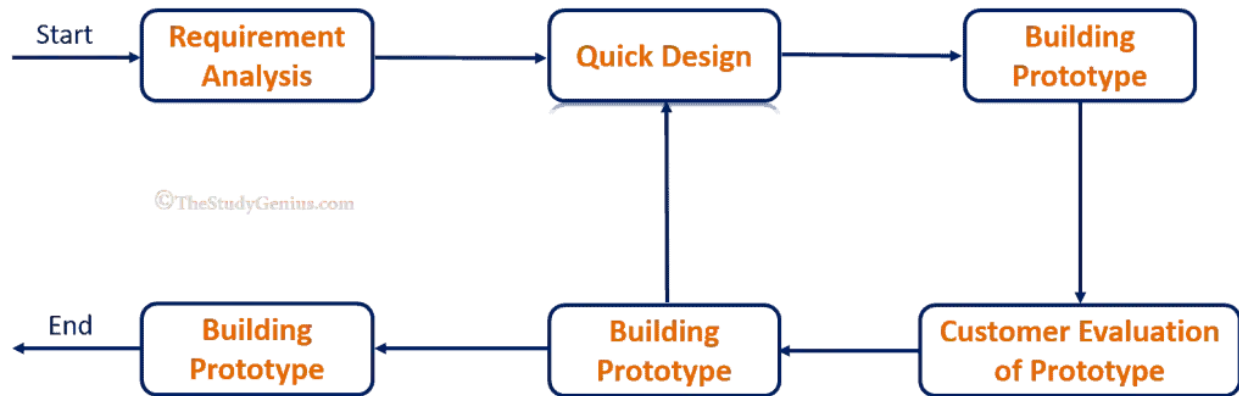 Start
Requirement
Analysis
Quick Design
Building
Prototype
©TheStudyGenius.com
End
Building
Prototype
Building
Prototype
Customer Evaluation
of Prototype